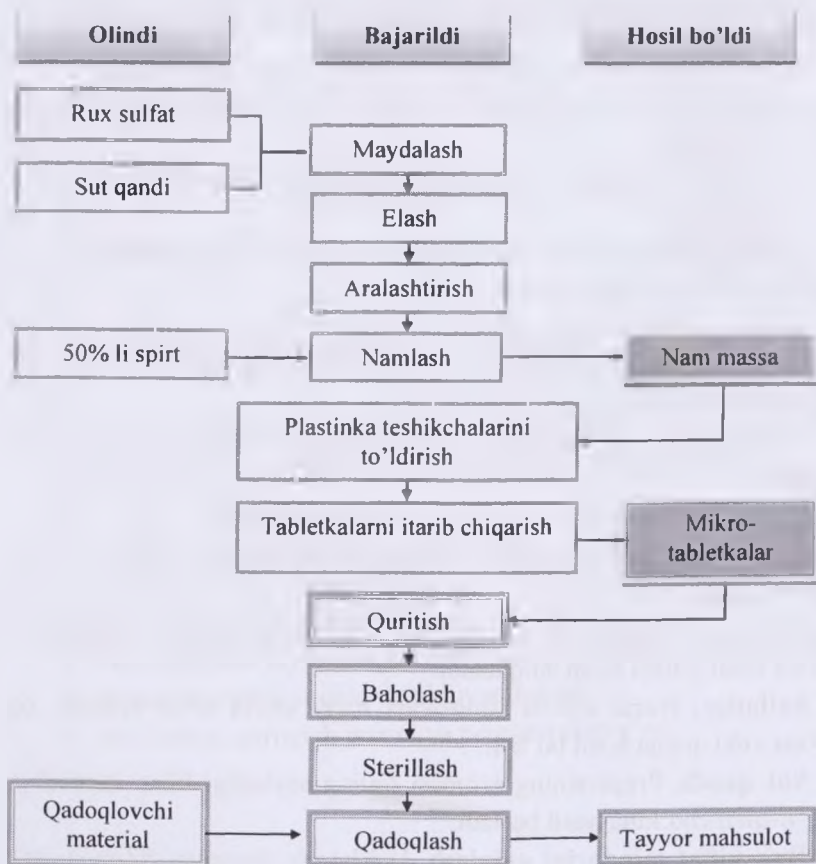 Olindi Bajarildi Hosil bo'ldi
Rux sulfat
Maydalash
Sut qandi
Elash
Aralashtirish
50% li spirt Namlash Nam massa
Plastinka teshikchalarini
to'ldirish
Tabletkalarni itarib chiqarish
Mikro-
tabletkalar
Quritish
Baholash
Sterillash
Qadoqlovchi
material
Qadoqlash
Tayyor mahsulot